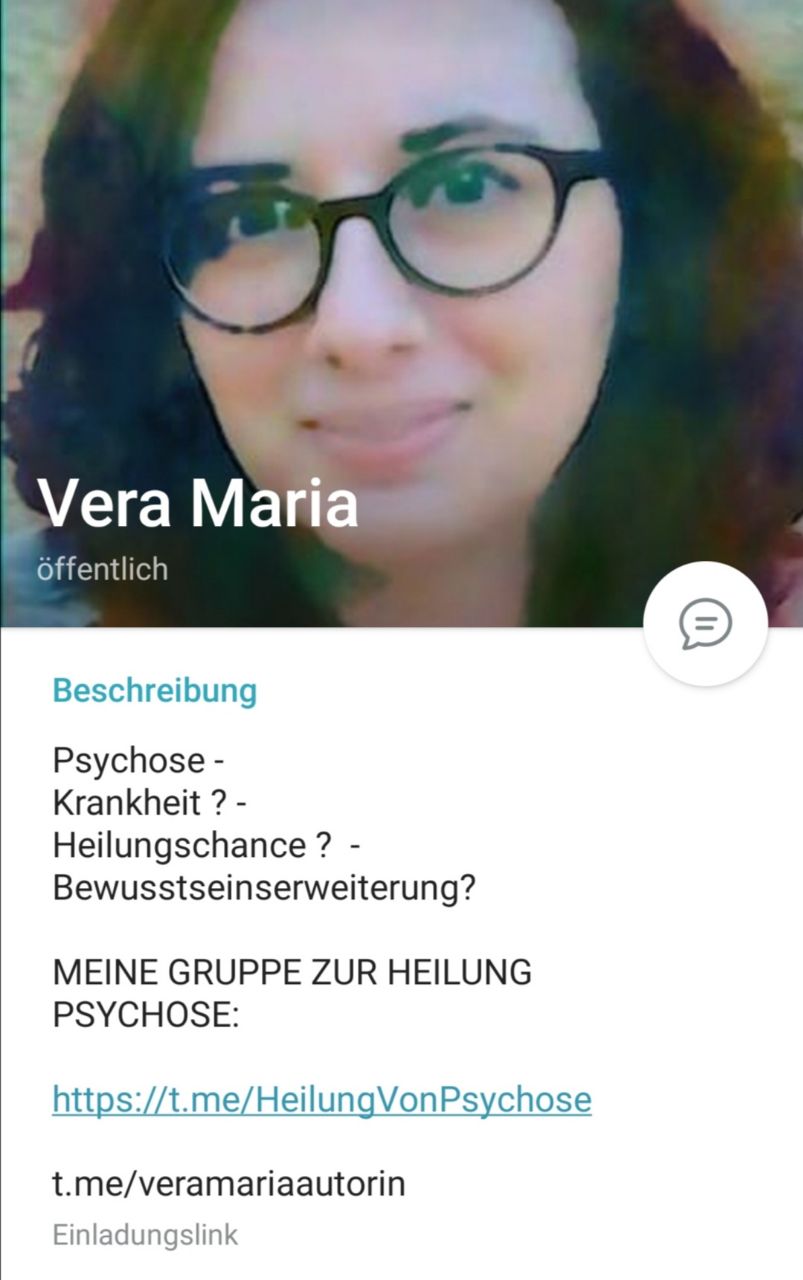 Vera Maria
öffentlich
Beschreibung
Psychose -
Krankheit ? -
Heilungschance ?  -
Bewusstseinserweiterung?
MEINE GRUPPE ZUR HEILUNG
PSYCHOSE:
https://t.me/HeilungVonPsychose
t.me/veramariaautorin
Einladungslink